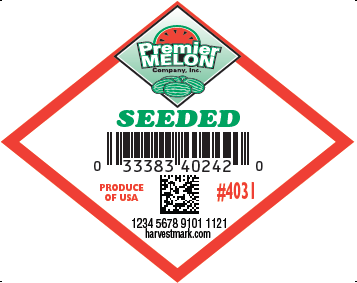 Premier
MELON
Company, Inc.
SEEDED
0 33383 40242 0
PRODUCE
OF USA
#4031
1234 5678 9101 1121
harvestmark.com